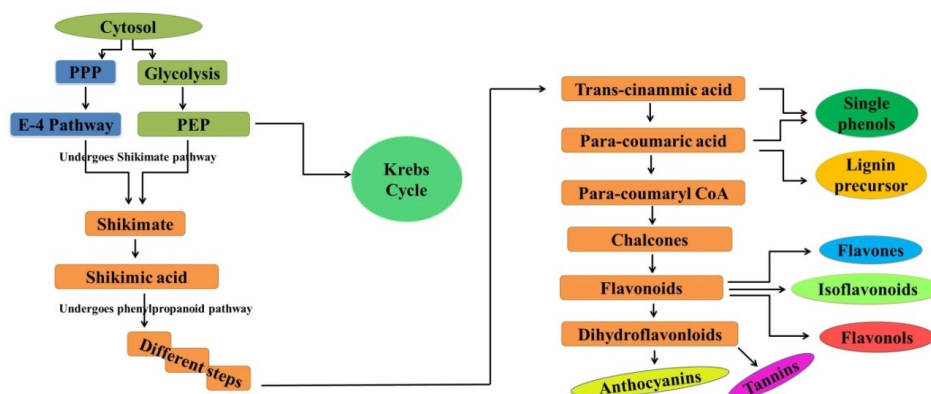 Cytosol
PPP
Glycolysis
E-4 Pathway
PEP
Undergoes Shikimate pathway
Krebs
Cycle
Shikimate
Shikimic acid
Undergoes phenylpropanoid pathway
Different steps
Trans-cinammic acid
Single
phenols
Para-coumaric acid
Lignin
precursor
Para-coumaryl CoA
Chalcones
Flavones
Flavonoids
Isoflavonoids
Dihydroflavonloids
Flavonols
Anthocyanins
Tannins